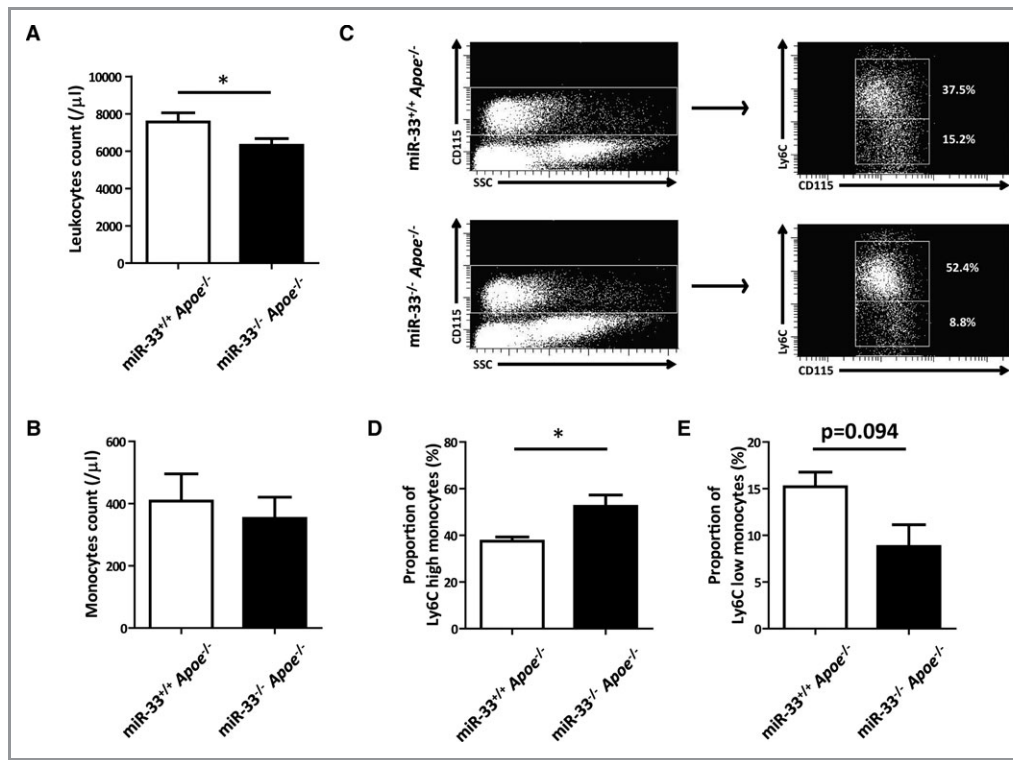 A
Leukocytes count (/μl)
10000
8000
6000
4000
2000
0
*
miR-33+/+ Apoe-/-
miR-33-/- Apoe-/-
C
miR-33+/+ Apoe-/-
CD115
SSC
Ly6C
CD115
37.5%
15.2%
miR-33-/- Apoe-/-
CD115
SSC
Ly6C
CD115
52.4%
8.8%
B
Monocytes count (/μl)
600
400
200
0
miR-33+/+ Apoe-/-
miR-33-/- Apoe-/-
D
Proportion of
Ly6C high monocytes (%)
80
60
40
20
0
*
miR-33+/+ Apoe-/-
miR-33-/- Apoe-/-
E
p=0.094
Proportion of
Ly6C low monocytes (%)
20
15
10
5
0
miR-33+/+ Apoe-/-
miR-33-/- Apoe-/-